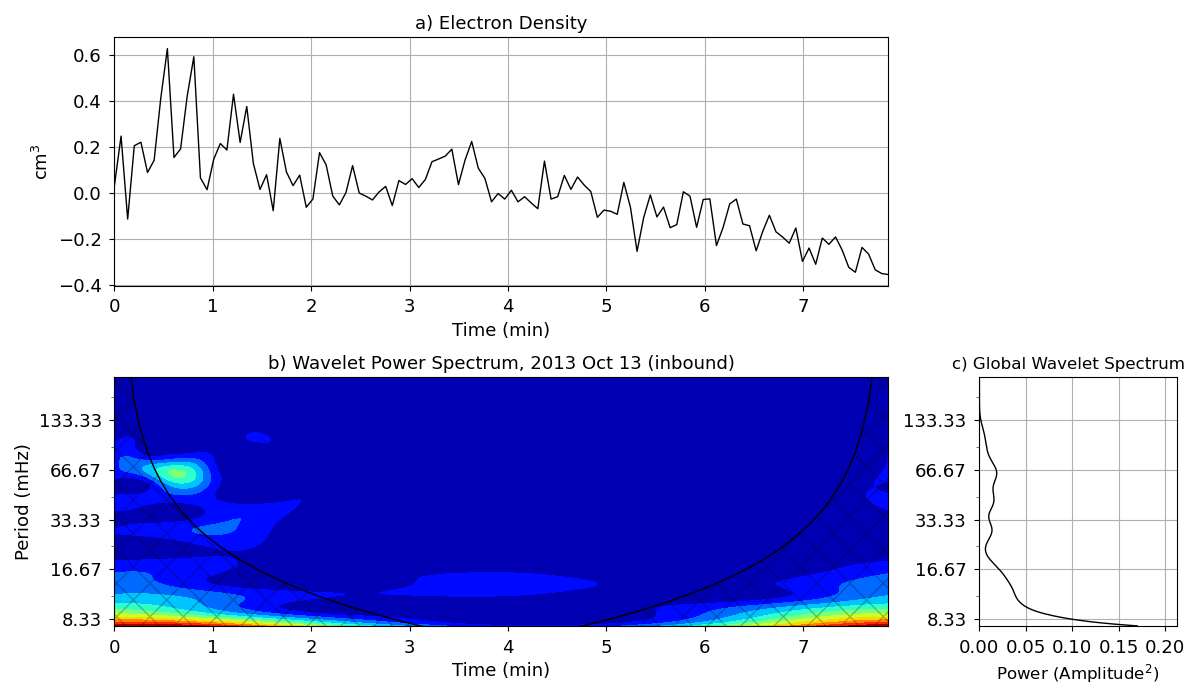 a) Electron Density
0.6
0.4
0.2
0.0
−0.2
−0.4
cm³
0 1 2 3 4 5 6 7
Time (min)
b) Wavelet Power Spectrum, 2013 Oct 13 (inbound)
133.33
66.67
33.33
16.67
8.33
Period (mHz)
0 1 2 3 4 5 6 7
Time (min)
c) Global Wavelet Spectrum
133.33
66.67
33.33
16.67
8.33
0.00 0.05 0.10 0.15 0.20
Power (Amplitude²)